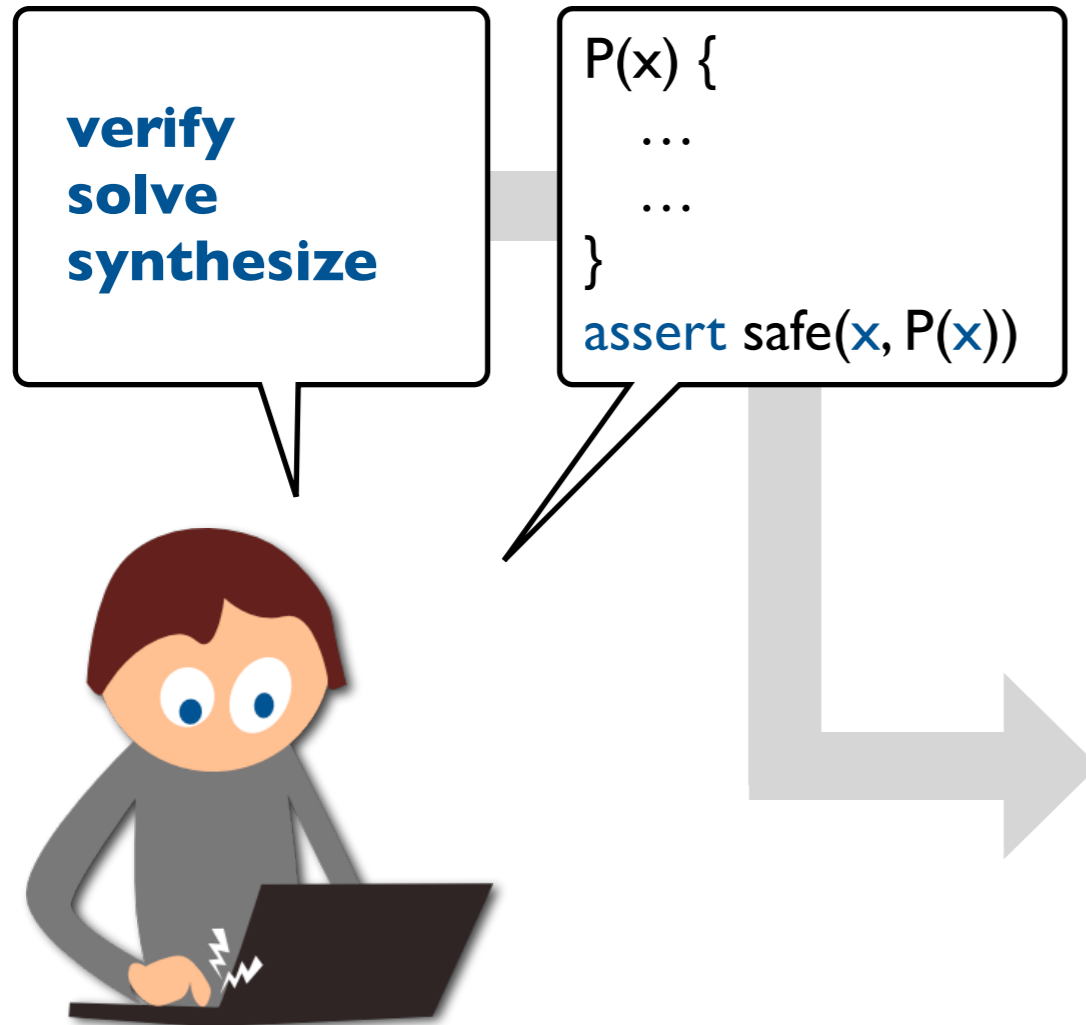 verify
solve
synthesize
P(x) {
…
…
}
assert safe(x, P(x))